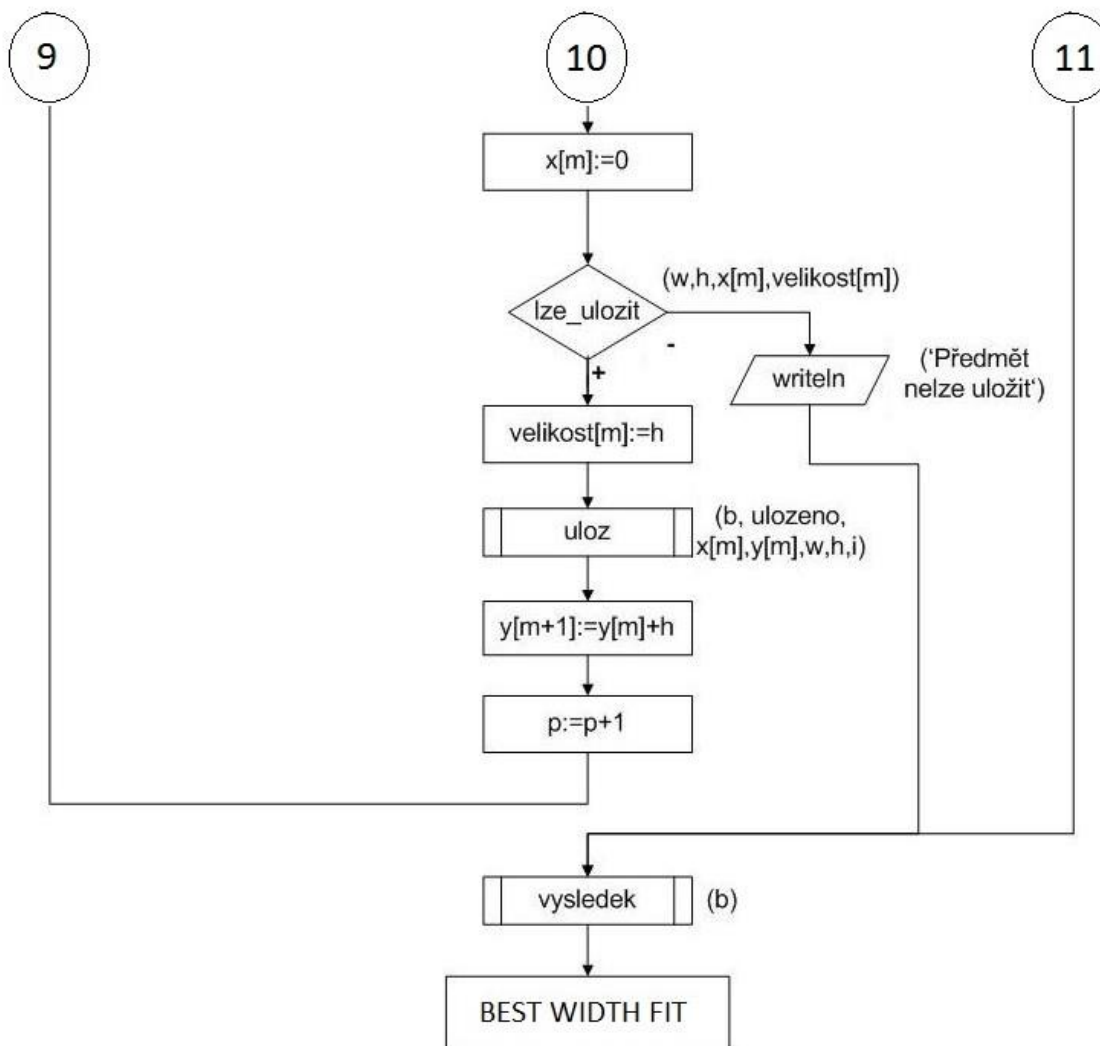 9
10
11
x[m]:=0
(w,h,x[m],velikost[m])
lze_ulozit
-
+
writeln
(‘Předmět
nelze uložit‘)
velikost[m]:=h
uloz
(b, ulozeno,
x[m],y[m],w,h,i)
y[m+1]:=y[m]+h
p:=p+1
vysledek
(b)
BEST WIDTH FIT